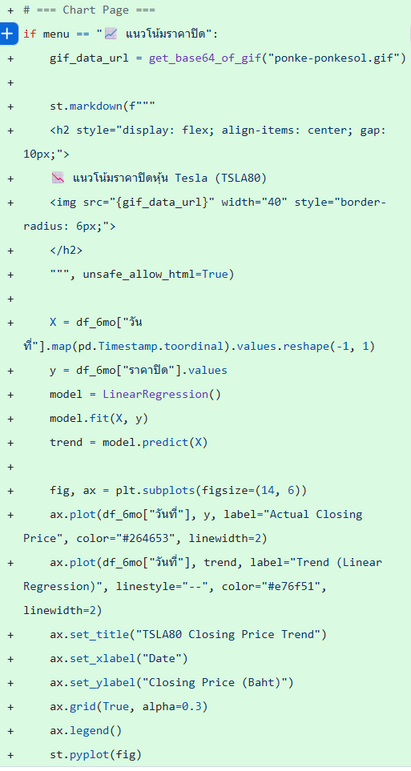 + # === Chart Page ===
+ if menu == "📈 แนวโน้มราคาปิด":
+ gif_data_url = get_base64_of_gif("ponke-ponkesol.gif")
+
+ st.markdown(f"""
+ <h2 style="display: flex; align-items: center; gap:
10px;">
+ 📉 แนวโน้มราคาปิดหุ้น Tesla (TSLA80)
+ <img src="{gif_data_url}" width="40" style="border-
radius: 6px;">
+ </h2>
+ """, unsafe_allow_html=True)
+
+ X = df_6mo["วัน
ที่"].map(pd.Timestamp.toordinal).values.reshape(-1, 1)
+ y = df_6mo["ราคาปิด"].values
+ model = LinearRegression()
+ model.fit(X, y)
+ trend = model.predict(X)
+
+ fig, ax = plt.subplots(figsize=(14, 6))
+ ax.plot(df_6mo["วันที่"], y, label="Actual Closing
Price", color="#264653", linewidth=2)
+ ax.plot(df_6mo["วันที่"], trend, label="Trend (Linear
Regression)", linestyle="--", color="#e76f51",
linewidth=2)
+ ax.set_title("TSLA80 Closing Price Trend")
+ ax.set_xlabel("Date")
+ ax.set_ylabel("Closing Price (Baht)")
+ ax.grid(True, alpha=0.3)
+ ax.legend()
+ st.pyplot(fig)